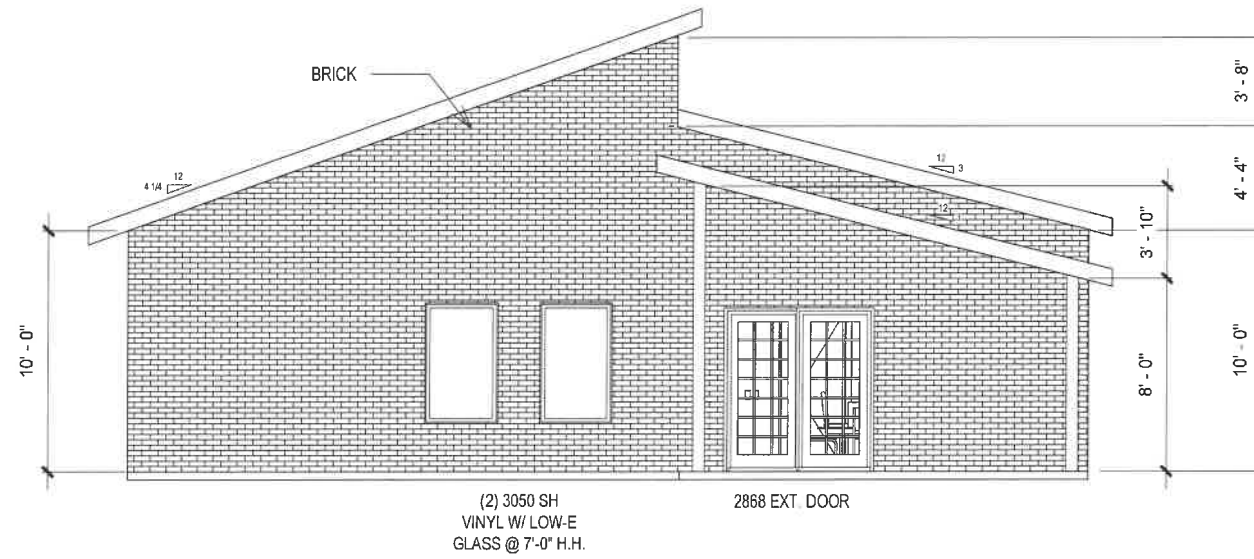 BRICK
3' - 8"
12
3
4' - 4"
12
4 1/4
3' - 10"
12
10' - 0"
8' - 0"
10' - 0"
(2) 3050 SH
VINYL W/ LOW-E
GLASS @ 7'-0" H.H.
2868 EXT. DOOR